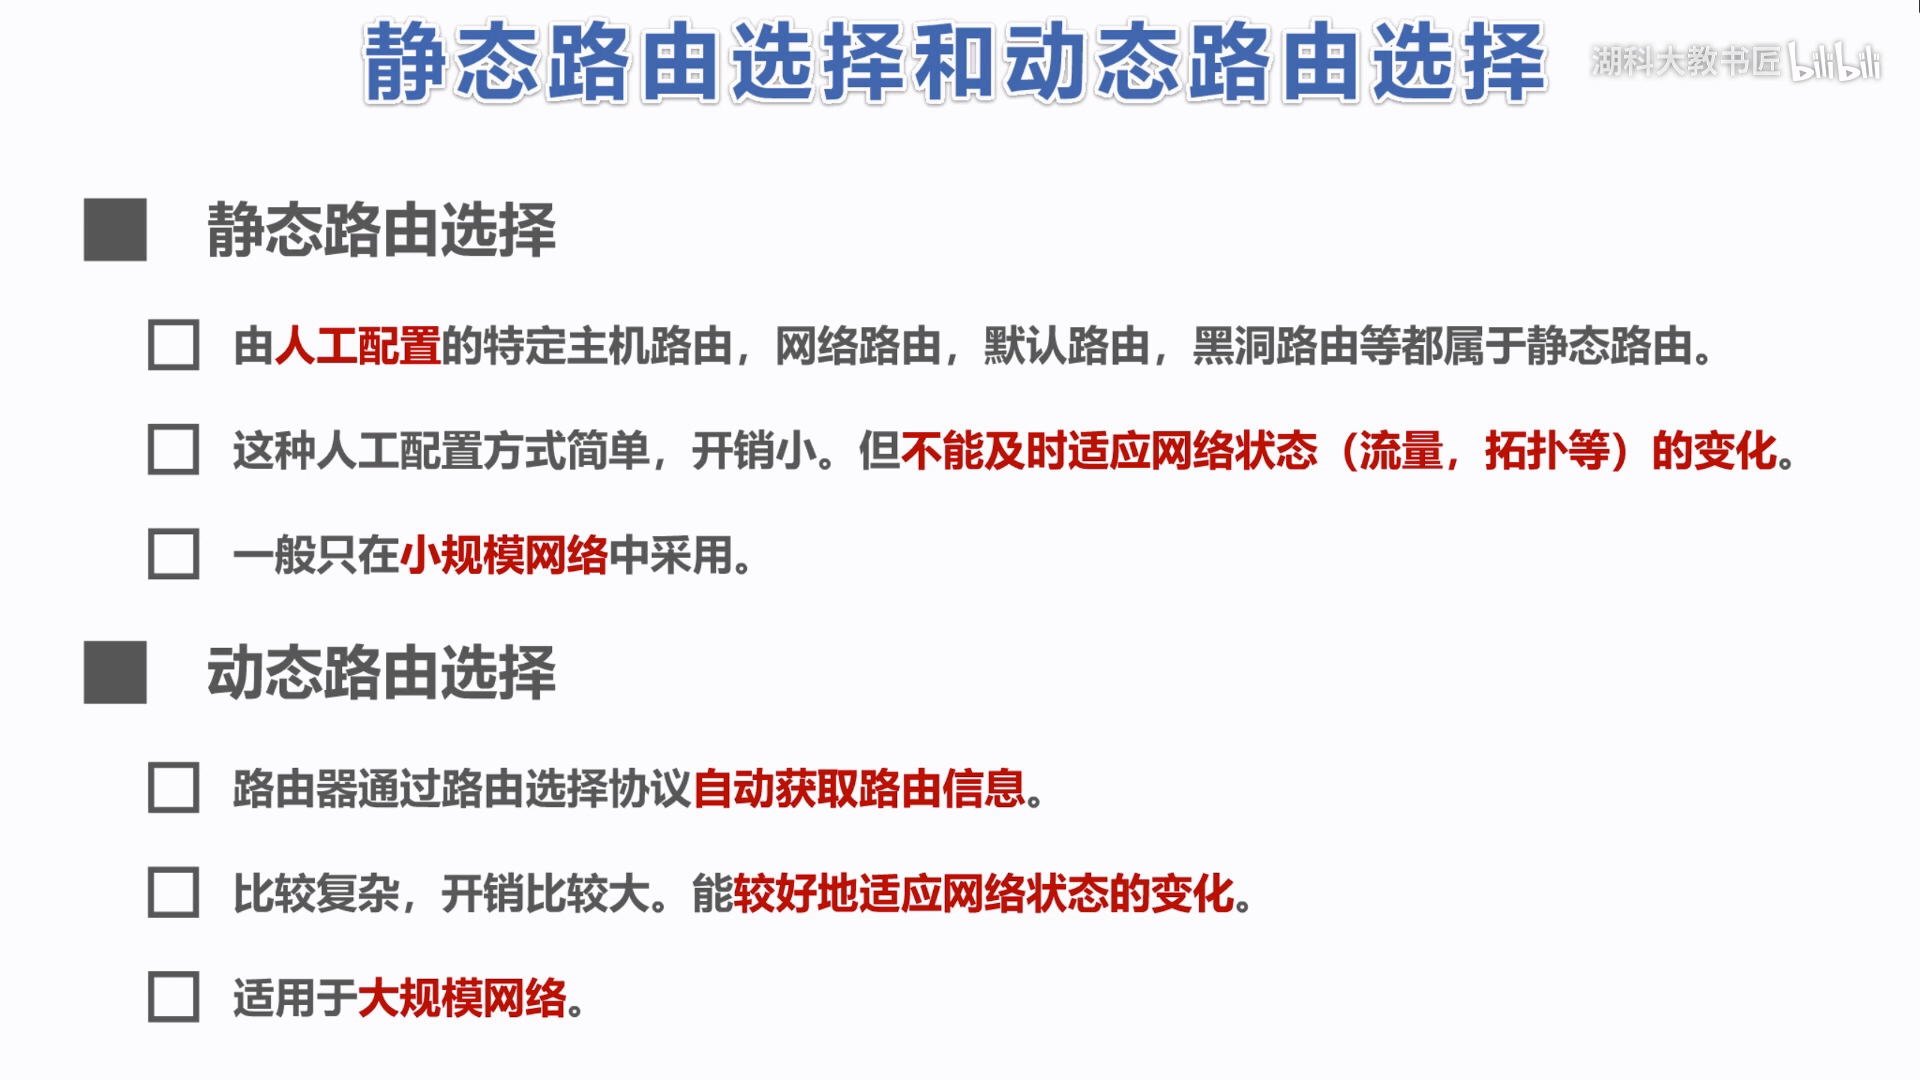 静态路由选择和动态路由选择
湖科大教书匠 bilibili
静态路由选择
由人工配置的特定主机路由，网络路由，默认路由，黑洞路由等都属于静态路由。
这种人工配置方式简单，开销小。但不能及时适应网络状态（流量，拓扑等）的变化。
一般只在小规模网络中采用。
动态路由选择
路由器通过路由选择协议自动获取路由信息。
比较复杂，开销比较大。能较好地适应网络状态的变化。
适用于大规模网络。